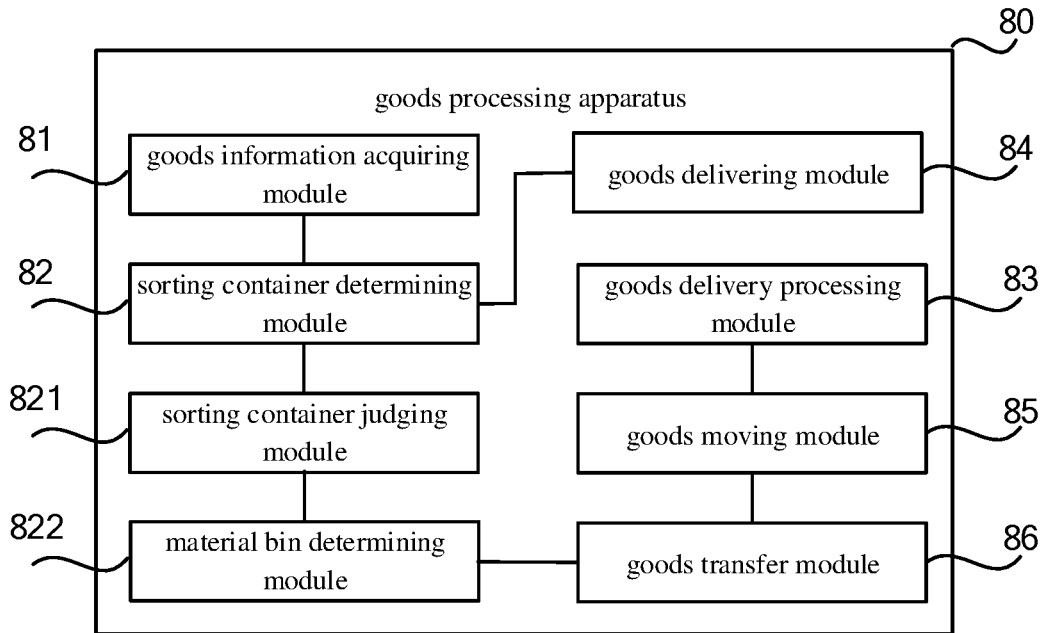 80
goods processing apparatus
81
goods information acquiring
module
84
goods delivering module
82
sorting container determining
module
83
goods delivery processing
module
821
sorting container judging
module
85
goods moving module
822
material bin determining
module
86
goods transfer module